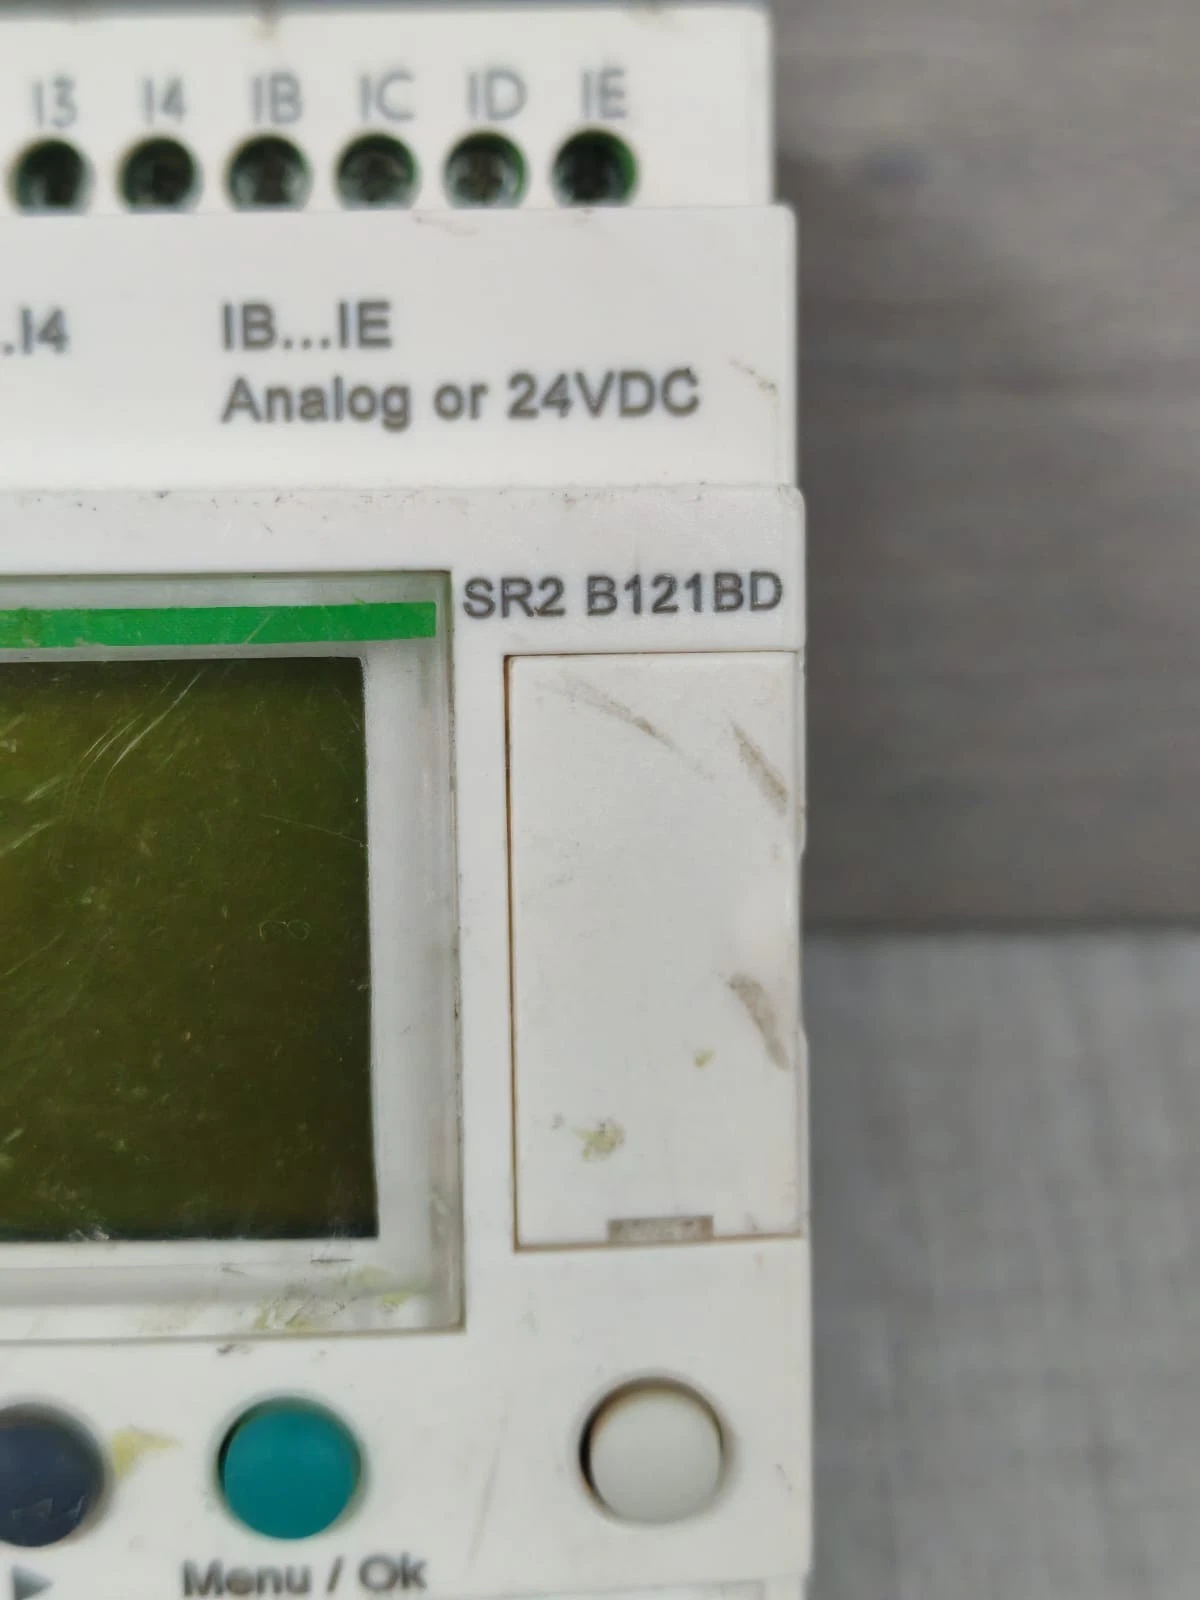 I3 I4 IB IC ID IE
..I4 IB...IE
Analog or 24VDC
SR2 B121BD
Menu / Ok